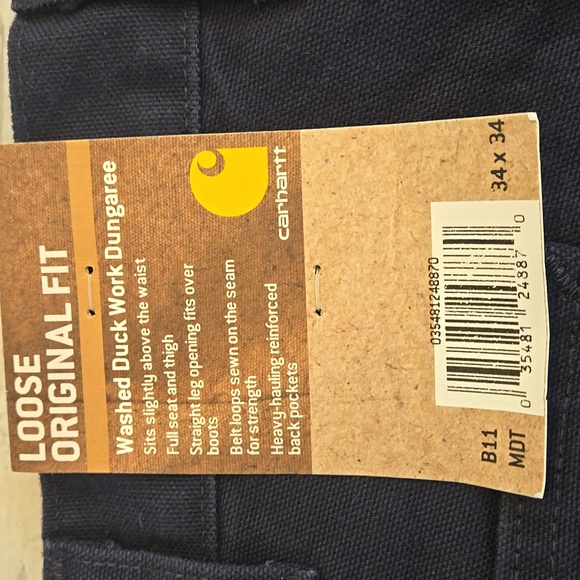 LOOSE
ORIGINAL FIT
Washed Duck Work Dungaree
Sits slightly above the waist
Full seat and thigh
Straight leg opening fits over
boots
Belt loops sewn on the seam
for strength
Heavy-hauling reinforced
back pockets
carhartt
035481248870
0 35481 24887 0
B11
MDT
34 x 34